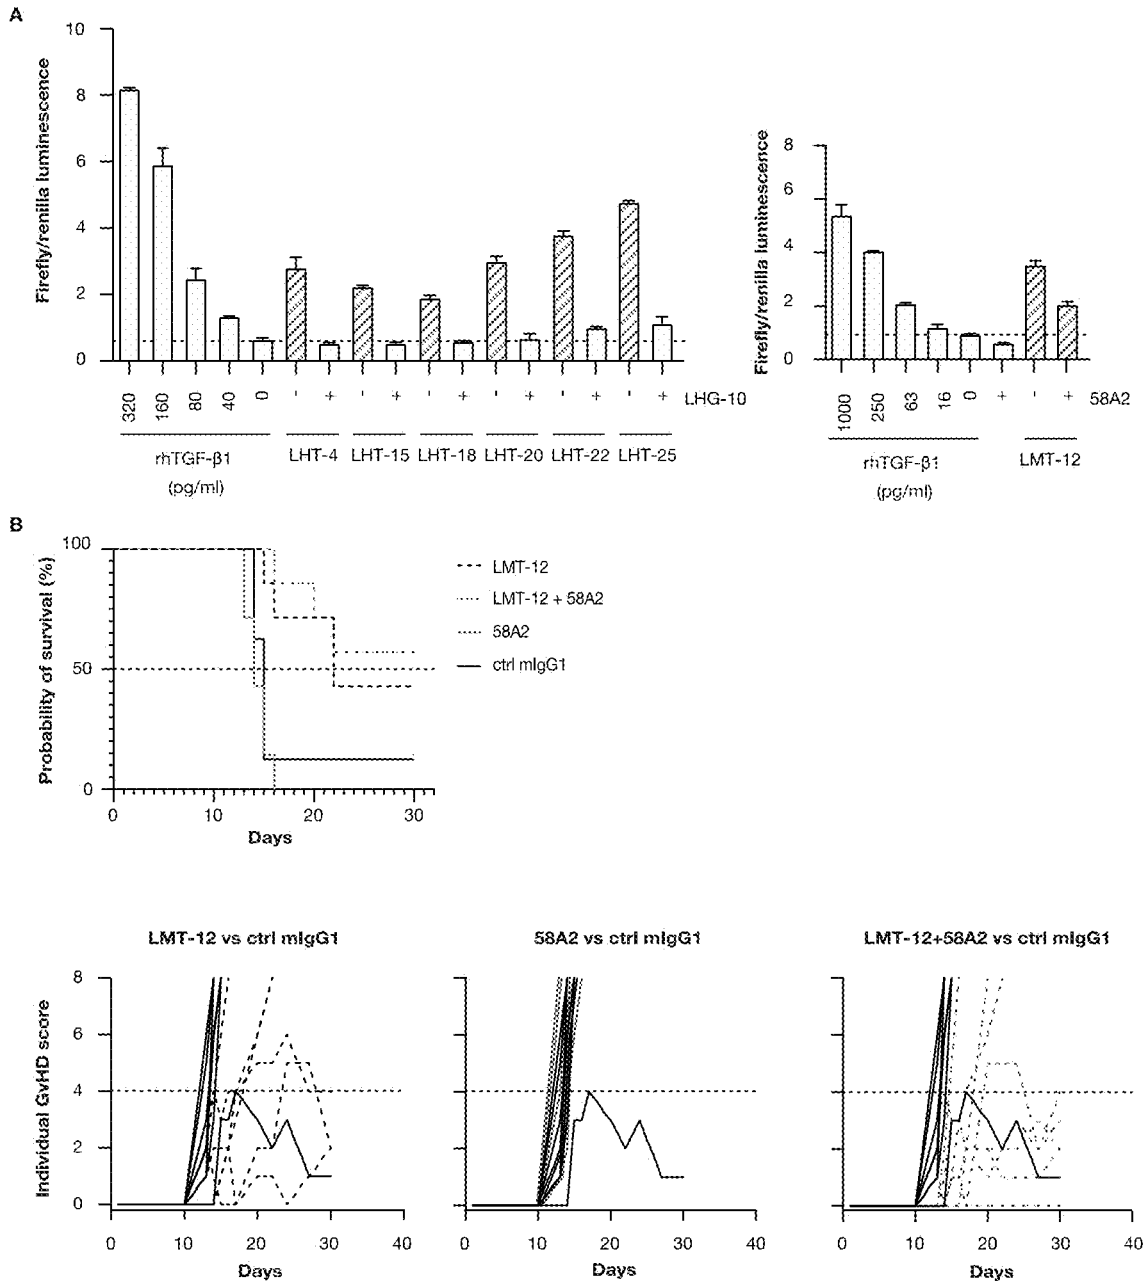 A
Firefly/renilla luminescence
10
8
6
4
2
0
320
160
80
40
0
-
+
-
+
-
+
-
+
-
+
-
+
LHG-10
rhTGF-β1
(pg/ml)
LHT-4
LHT-15
LHT-18
LHT-20
LHT-22
LHT-25
Firefly/renilla luminescence
8
6
4
2
0
1000
250
63
16
0
+
-
+
58A2
rhTGF-β1
(pg/ml)
LMT-12
B
Probability of survival (%)
100
50
0
0
10
20
30
Days
LMT-12
LMT-12 + 58A2
58A2
ctrl mIgG1
LMT-12 vs ctrl mIgG1
Individual GvHD score
8
6
4
2
0
0
10
20
30
40
Days
58A2 vs ctrl mIgG1
0
10
20
30
40
Days
LMT-12+58A2 vs ctrl mIgG1
0
10
20
30
40
Days